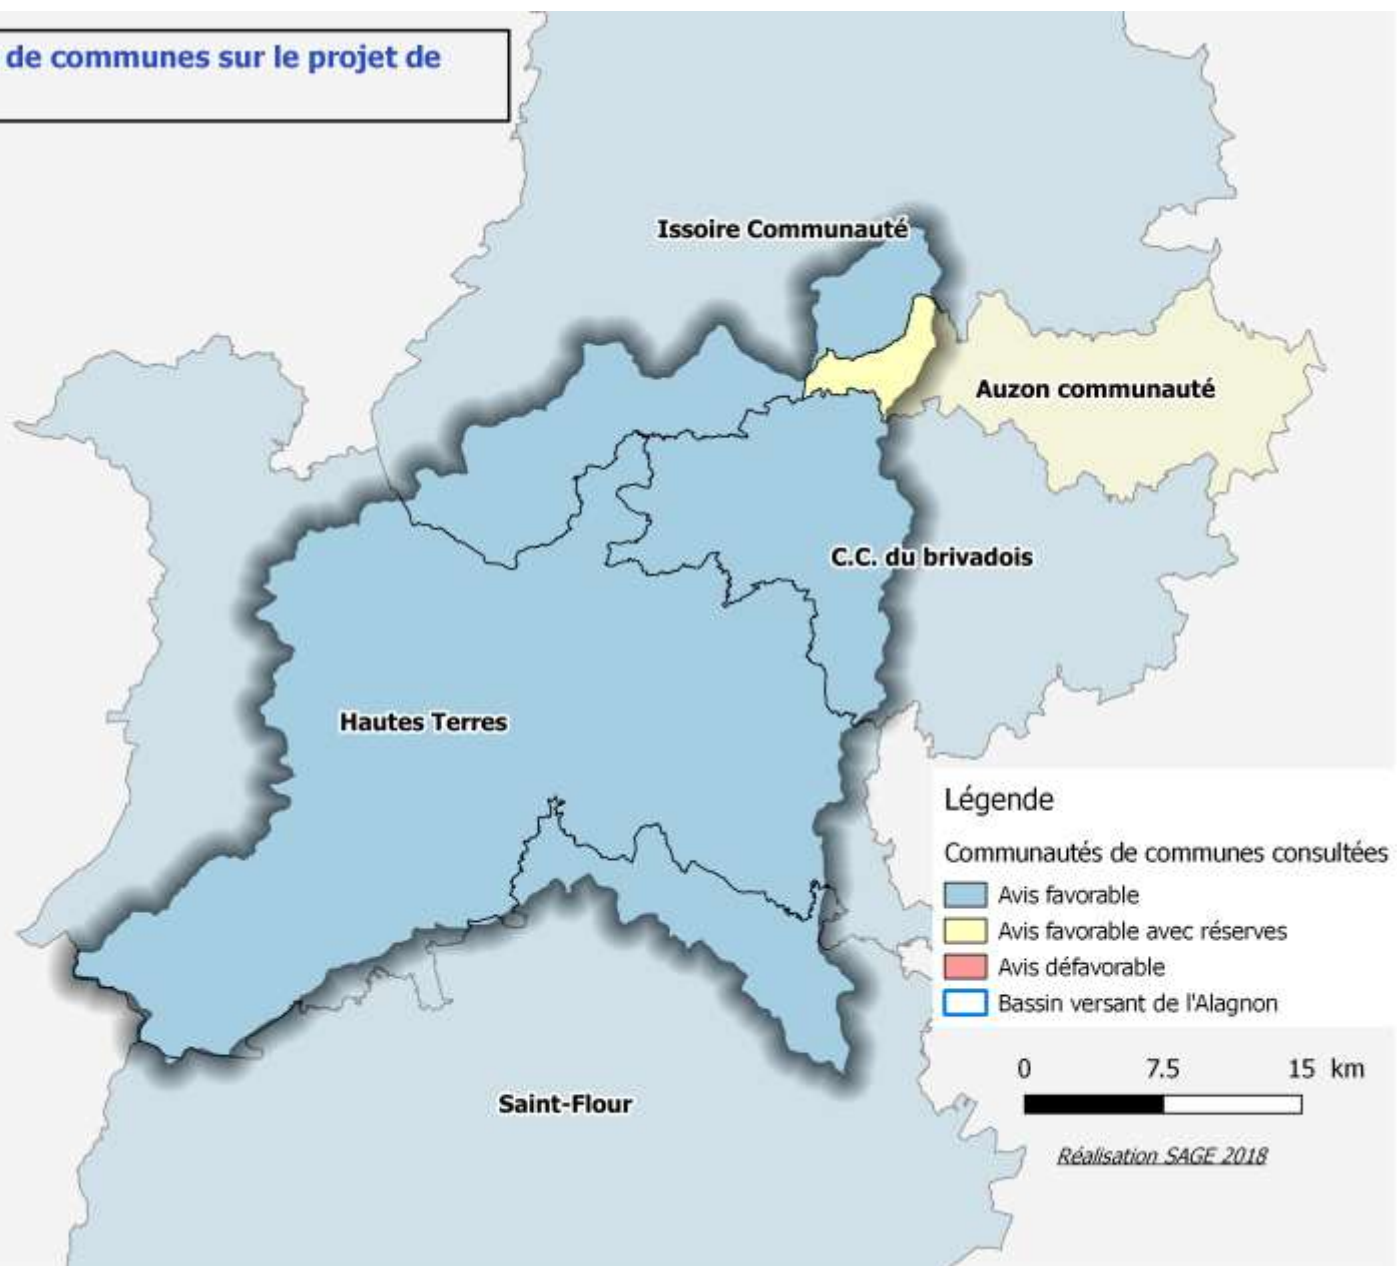 de communes sur le projet de
Issoire Communauté
Auzon communauté
C.C. du brivadois
Hautes Terres
Saint-Flour
Légende
Communautés de communes consultées
Avis favorable
Avis favorable avec réserves
Avis défavorable
Bassin versant de l'Alagnon
0 7.5 15 km
Réalisation SAGE 2018